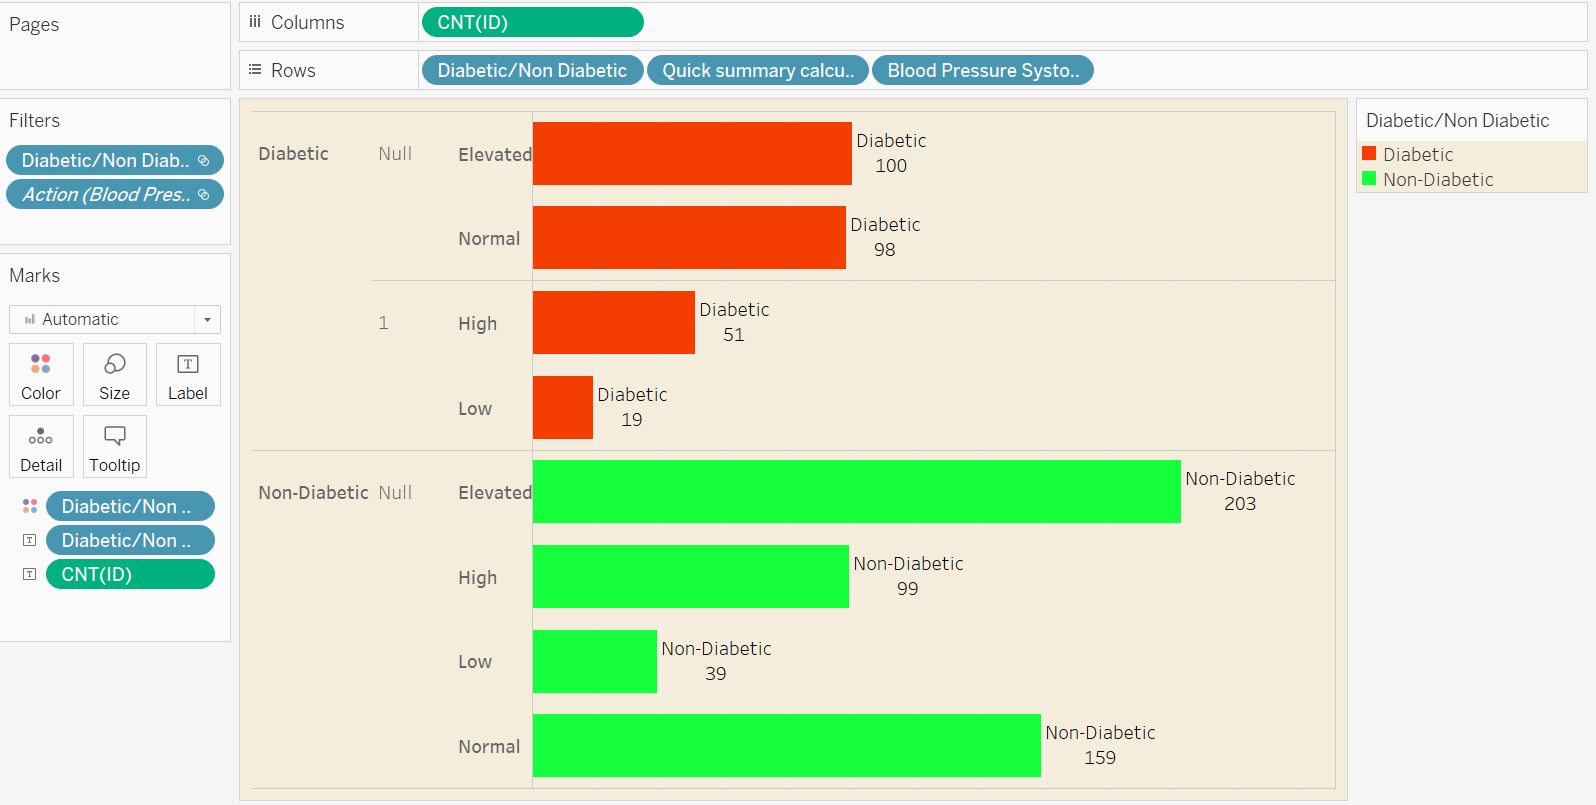 Pages
Columns
CNT(ID)
Rows
Diabetic/Non Diabetic
Quick summary calcu..
Blood Pressure Systo..
Filters
Diabetic/Non Diab..
Action (Blood Pres..
Marks
Automatic
Color
Size
Label
Detail
Tooltip
Diabetic/Non ..
Diabetic/Non ..
CNT(ID)
Diabetic
Null
Elevated
Diabetic
100
Normal
Diabetic
98
1
High
Diabetic
51
Low
Diabetic
19
Non-Diabetic
Null
Elevated
Non-Diabetic
203
High
Non-Diabetic
99
Low
Non-Diabetic
39
Normal
Non-Diabetic
159
Diabetic/Non Diabetic
Diabetic
Non-Diabetic